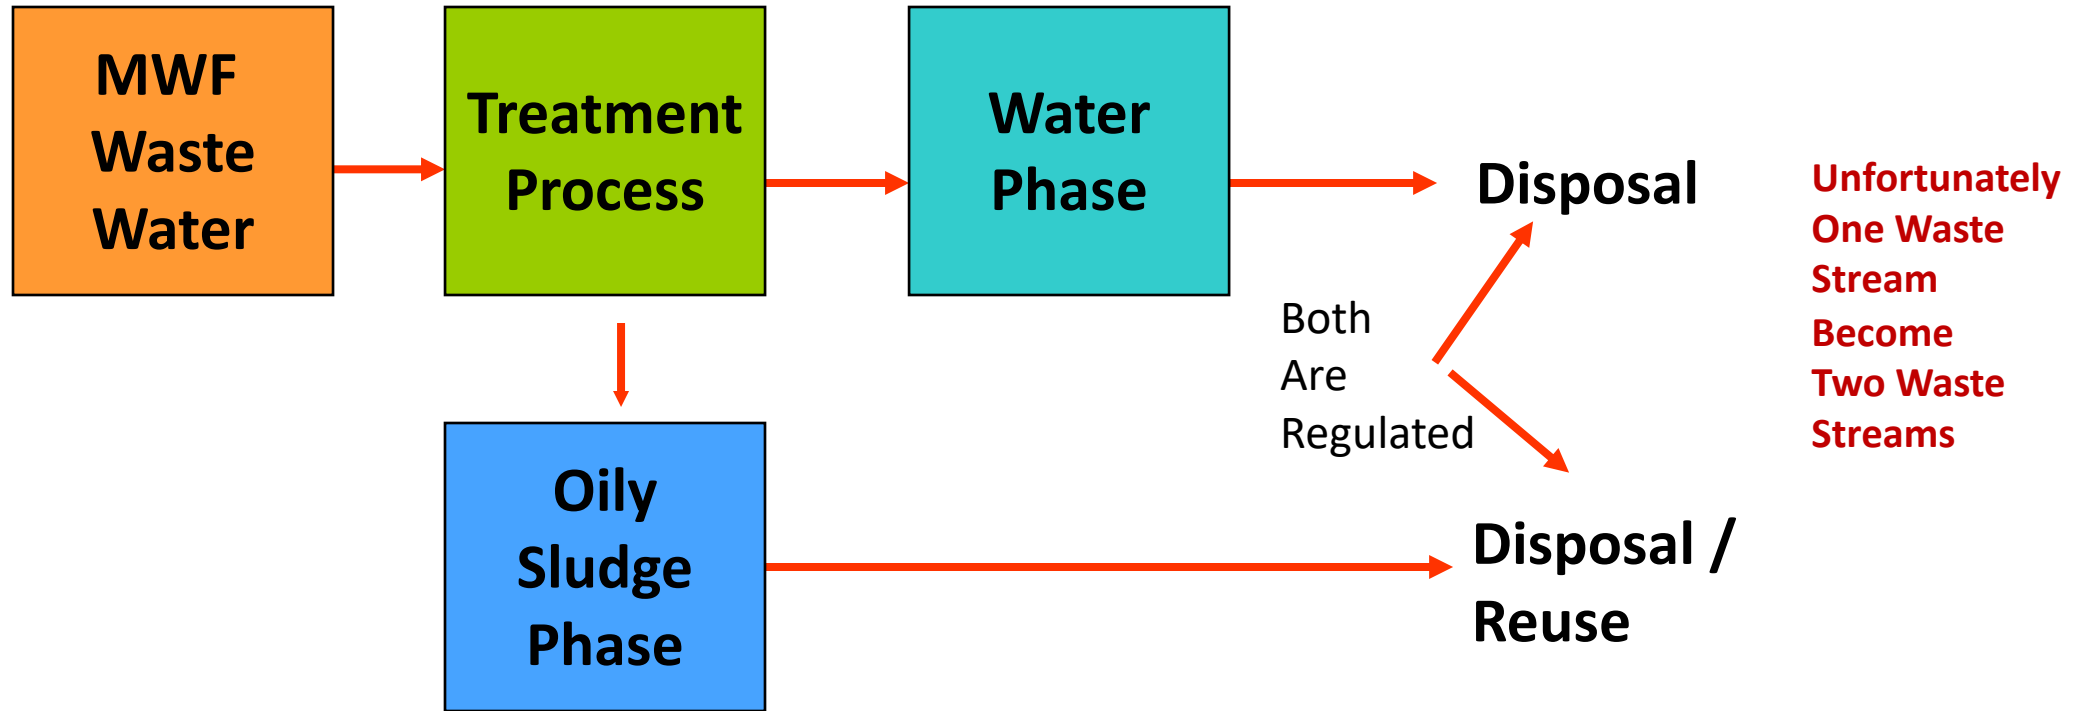 MWF
Waste
Water
Treatment
Process
Water
Phase
Disposal
Unfortunately
One Waste
Stream
Become
Two Waste
Streams
Both
Are
Regulated
Oily
Sludge
Phase
Disposal /
Reuse